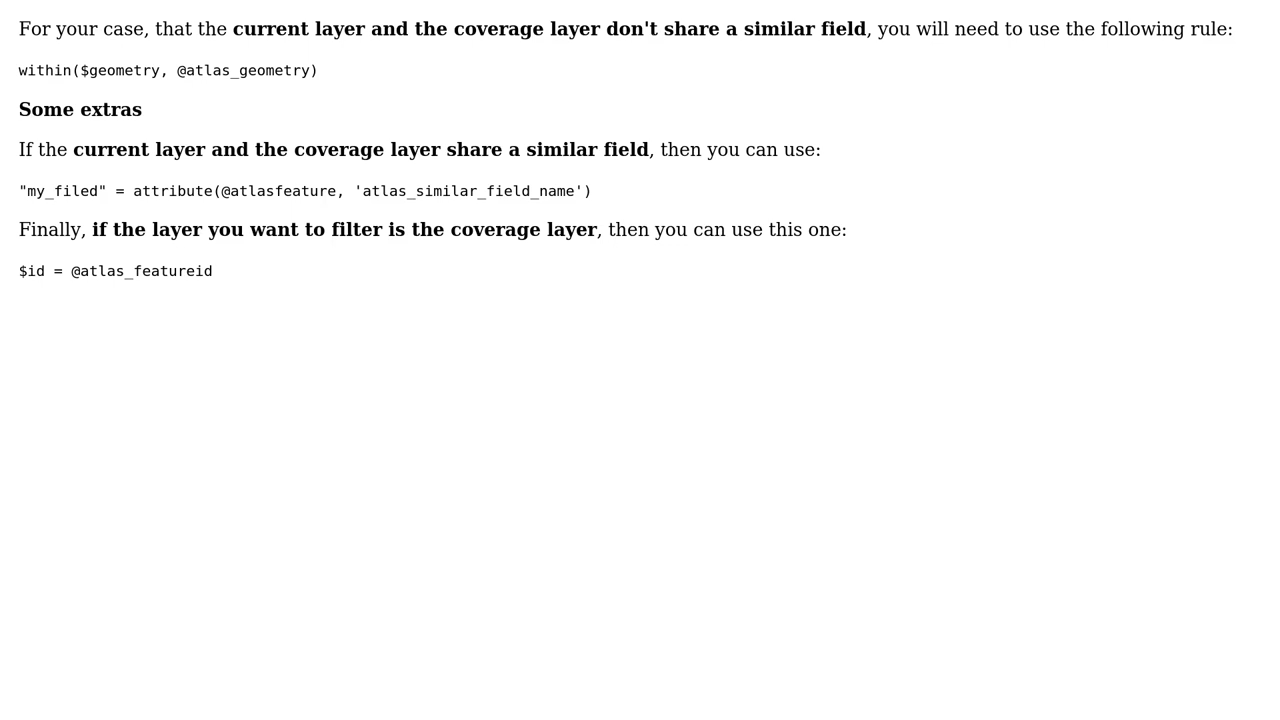 For your case, that the current layer and the coverage layer don't share a similar field, you will need to use the following rule:
within($geometry, @atlas_geometry)
Some extras
If the current layer and the coverage layer share a similar field, then you can use:
"my_filed" = attribute(@atlasfeature, 'atlas_similar_field_name')
Finally, if the layer you want to filter is the coverage layer, then you can use this one:
$id = @atlas_featureid